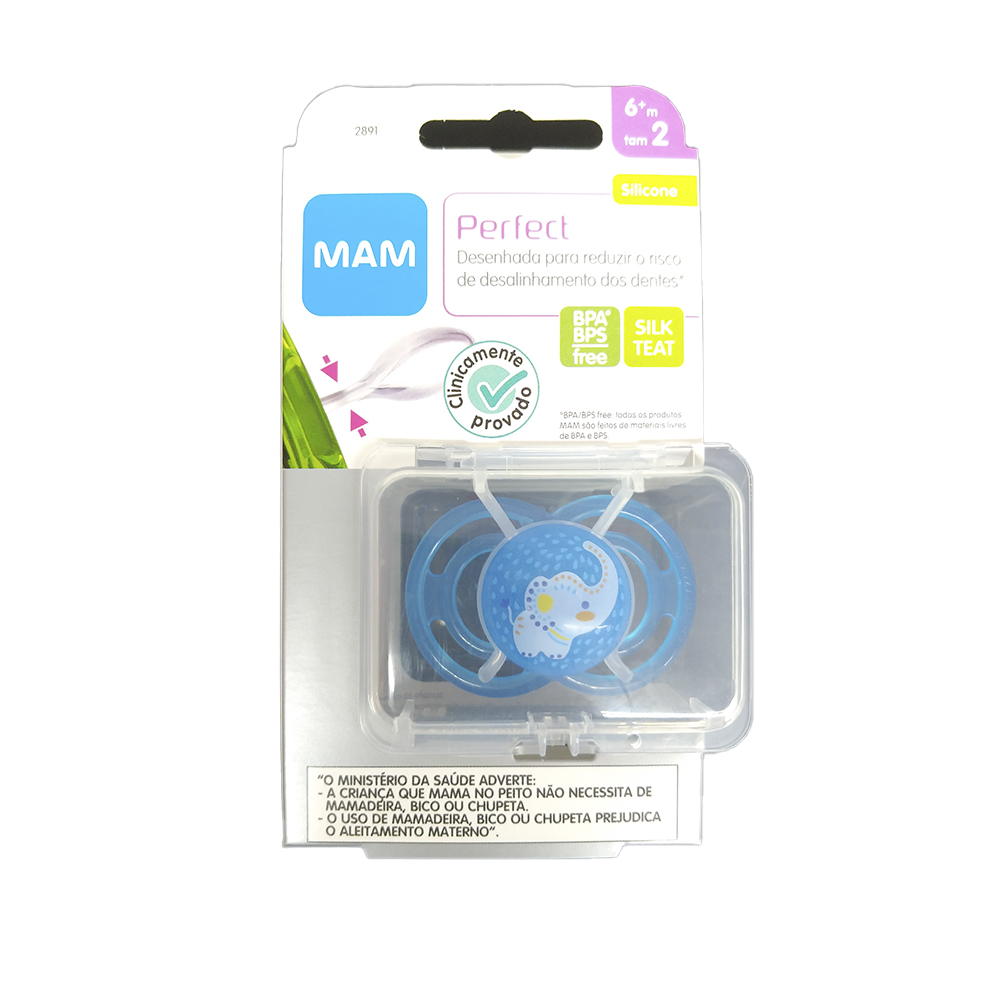 2891
6+m
tam 2
Silicone
MAM
Perfect
Desenhada para reduzir o risco
de desalinhamento dos dentes*
BPA*
BPS
free
SILK
TEAT
Clinicamente
provado
*BPA/BPS free: todos os produtos
MAM são feitos de materiais livres
de BPA e BPS.
"O MINISTÉRIO DA SAÚDE ADVERTE:
- A CRIANÇA QUE MAMA NO PEITO NÃO NECESSITA DE
MAMADEIRA, BICO OU CHUPETA.
- O USO DE MAMADEIRA, BICO OU CHUPETA PREJUDICA
O ALEITAMENTO MATERNO".